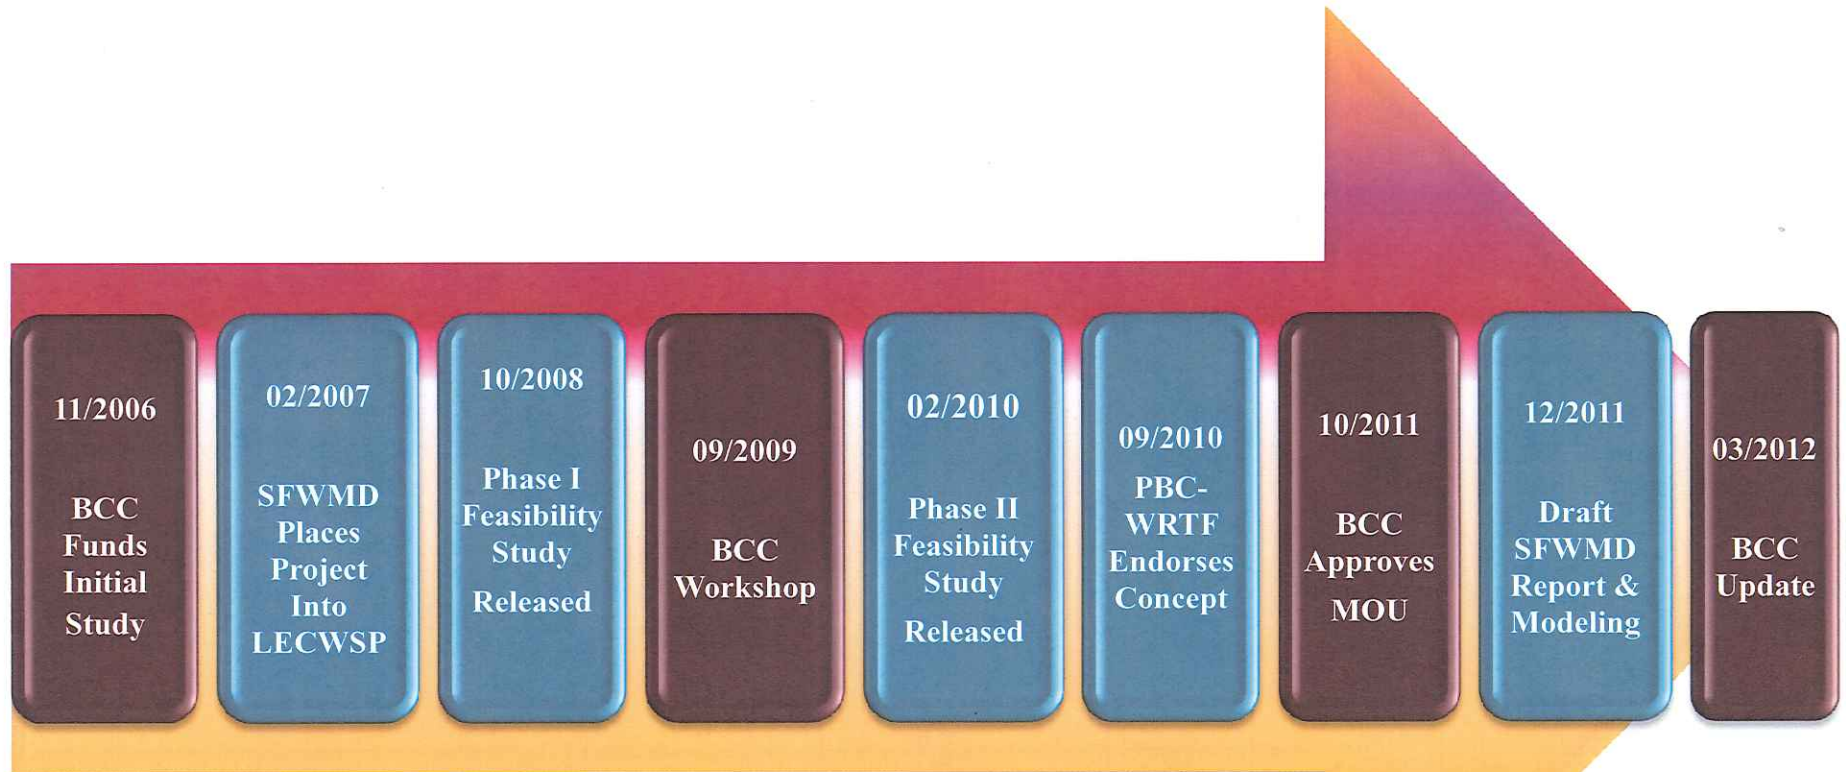 11/2006
BCC
Funds
Initial
Study
02/2007
SFWMD
Places
Project
Into
LECWSP
10/2008
Phase I
Feasibility
Study
Released
09/2009
BCC
Workshop
02/2010
Phase II
Feasibility
Study
Released
09/2010
PBC-
WRTF
Endorses
Concept
10/2011
BCC
Approves
MOU
12/2011
Draft
SFWMD
Report &
Modeling
03/2012
BCC
Update